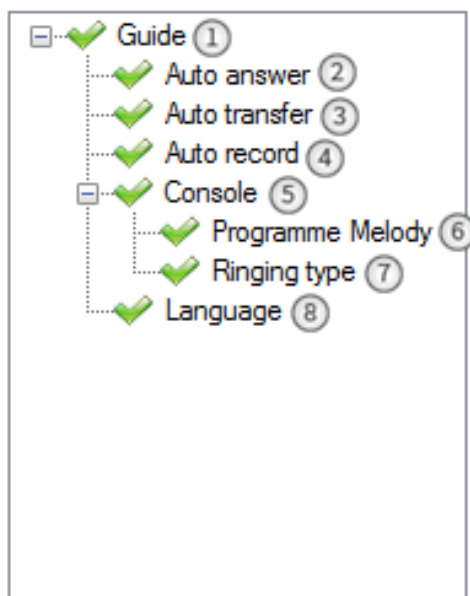 Guide 1
Auto answer 2
Auto transfer 3
Auto record 4
Console 5
Programme Melody 6
Ringing type 7
Language 8